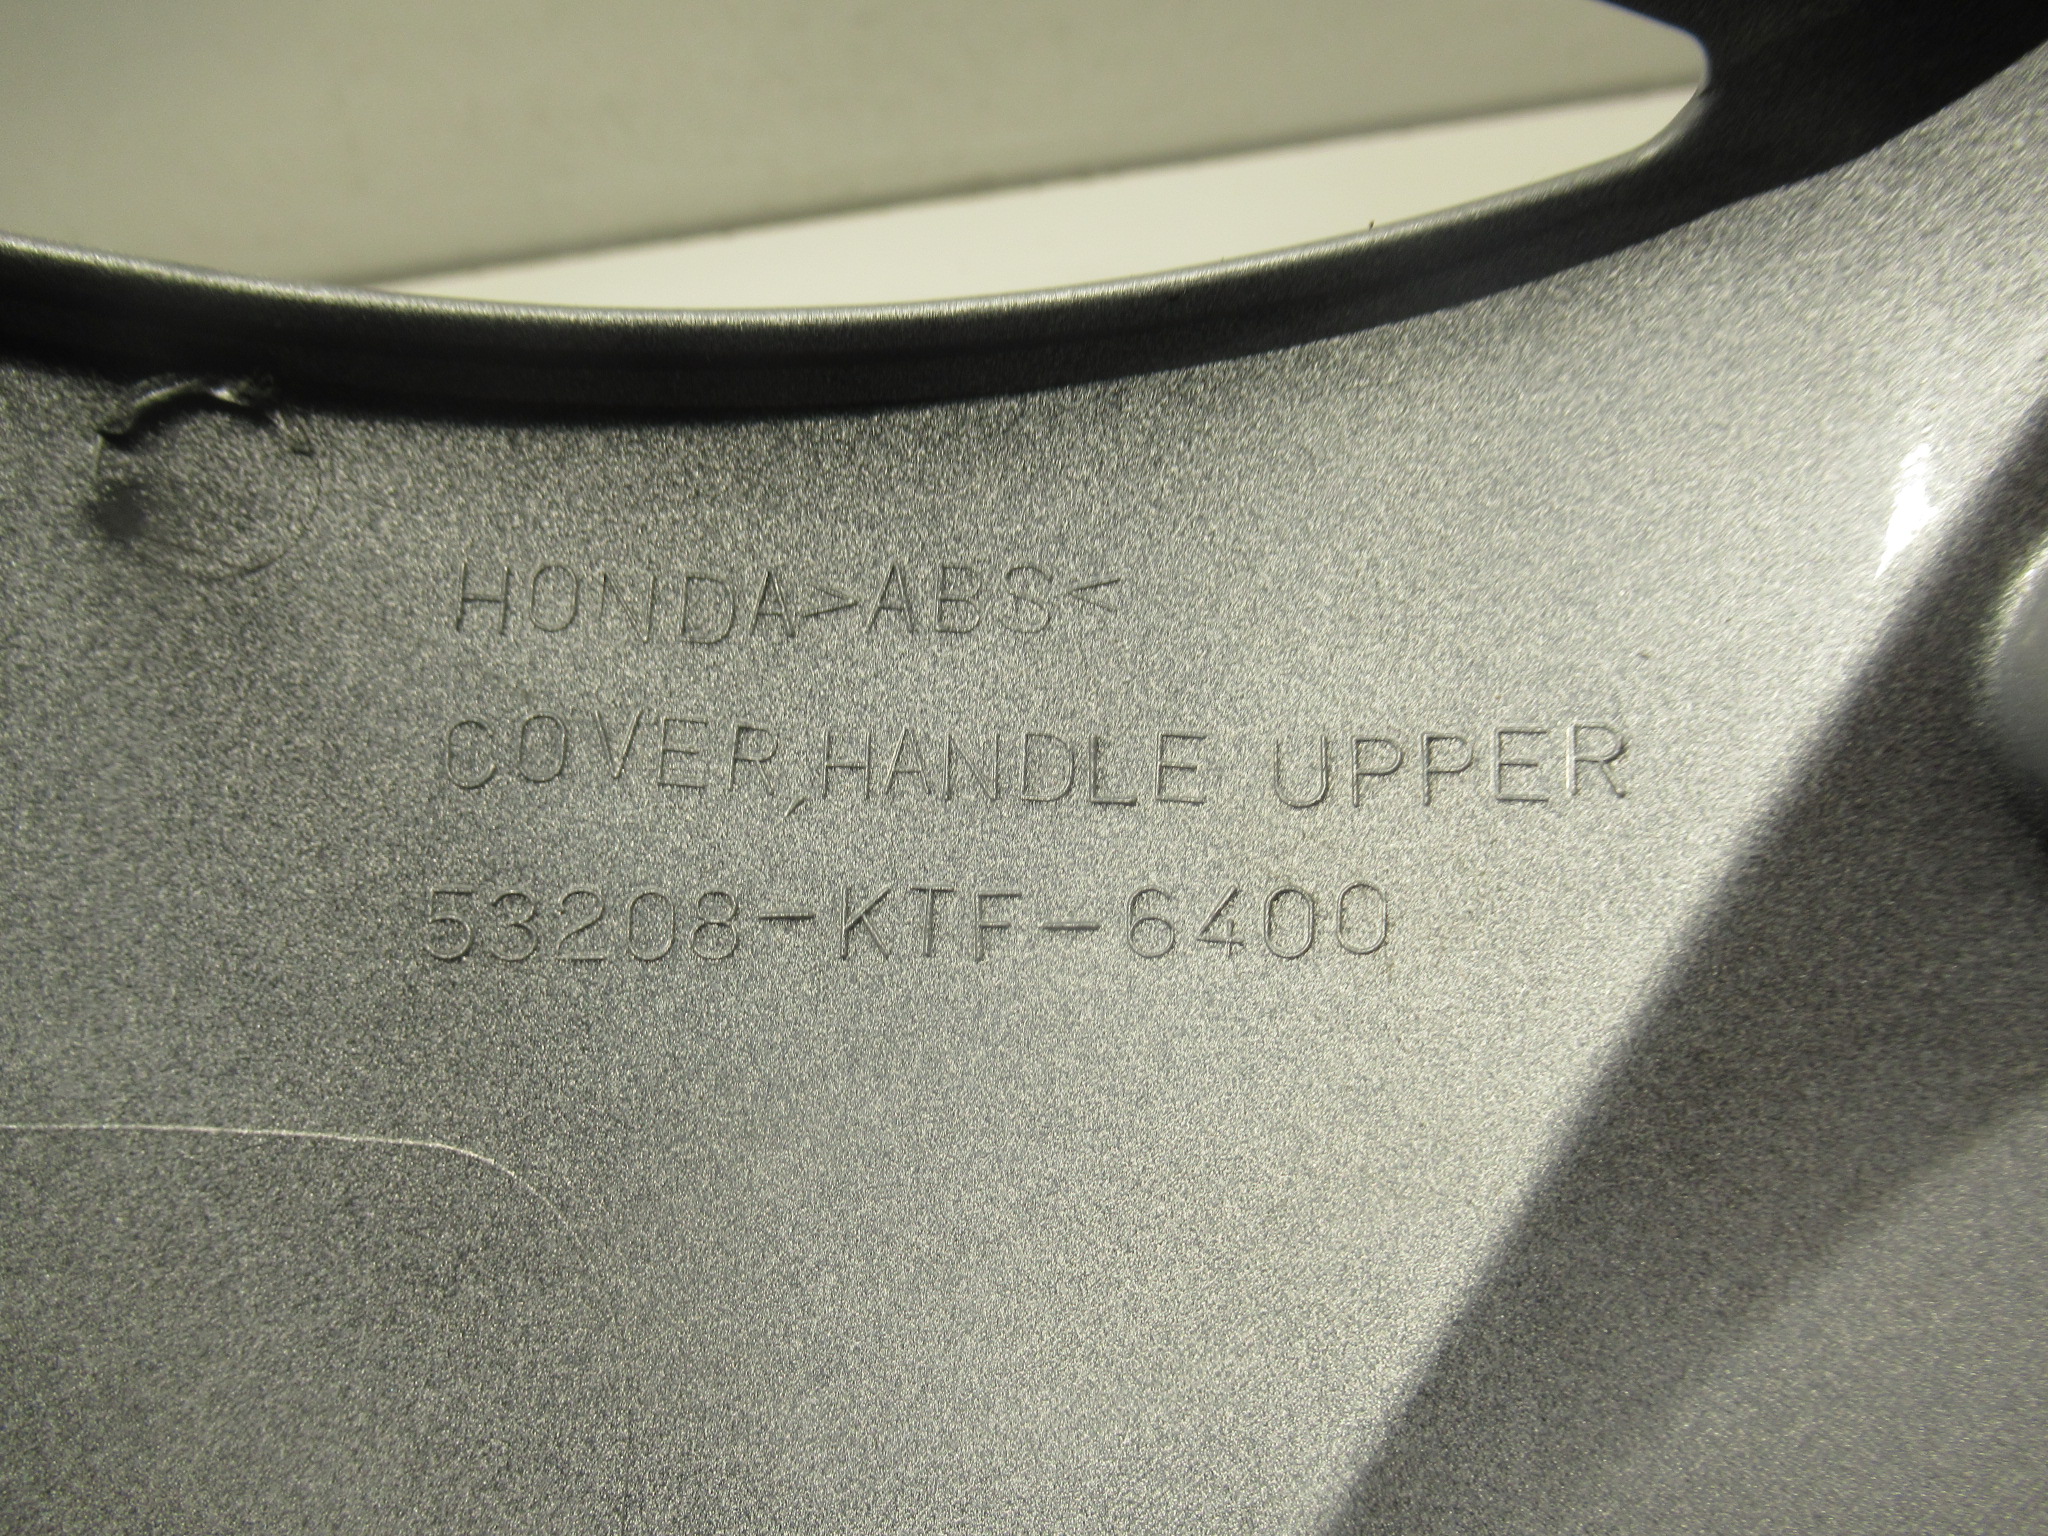 HONDA>ABS<
COVER,HANDLE UPPER
53208-KTF-6400